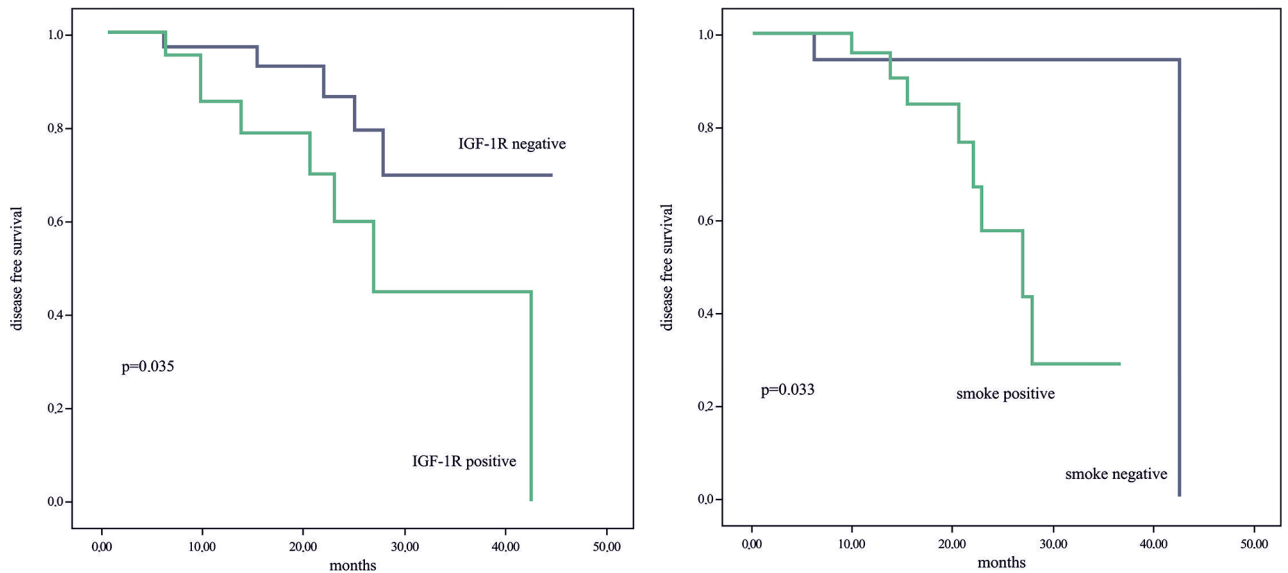 disease free survival
1.0
0,8
0,6
0,4
0,2
0,0
IGF-1R negative
p=0.035
IGF-1R positive
0,00 10,00 20,00 30,00 40,00 50,00
months
disease free survival
1.0
0,8
0,6
0,4
0,2
0,0
p=0.033
smoke positive
smoke negative
0,00 10,00 20,00 30,00 40,00 50,00
months